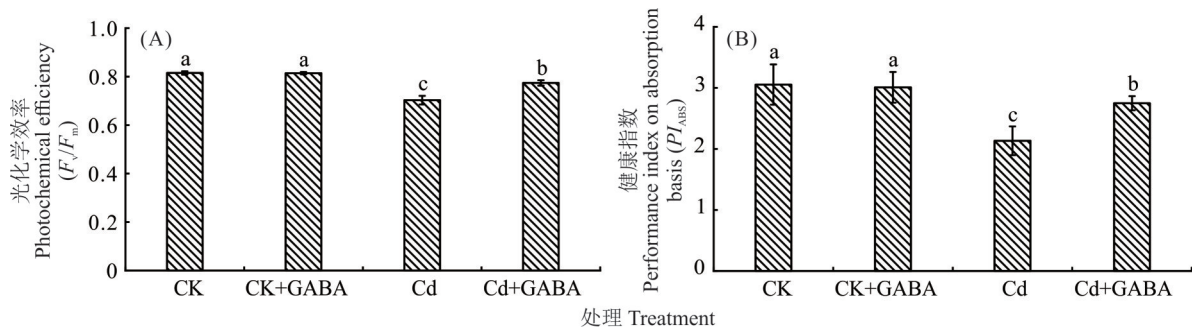 (A)
光化学效率
Photochemical efficiency
(Fv/Fm)
1.0
0.8
0.6
0.4
0.2
0
a
a
c
b
CK
CK+GABA
Cd
Cd+GABA
(B)
健康指数
Performance index on absorption
basis (PIABS)
4
3
2
1
0
a
a
c
b
CK
CK+GABA
Cd
Cd+GABA
处理 Treatment